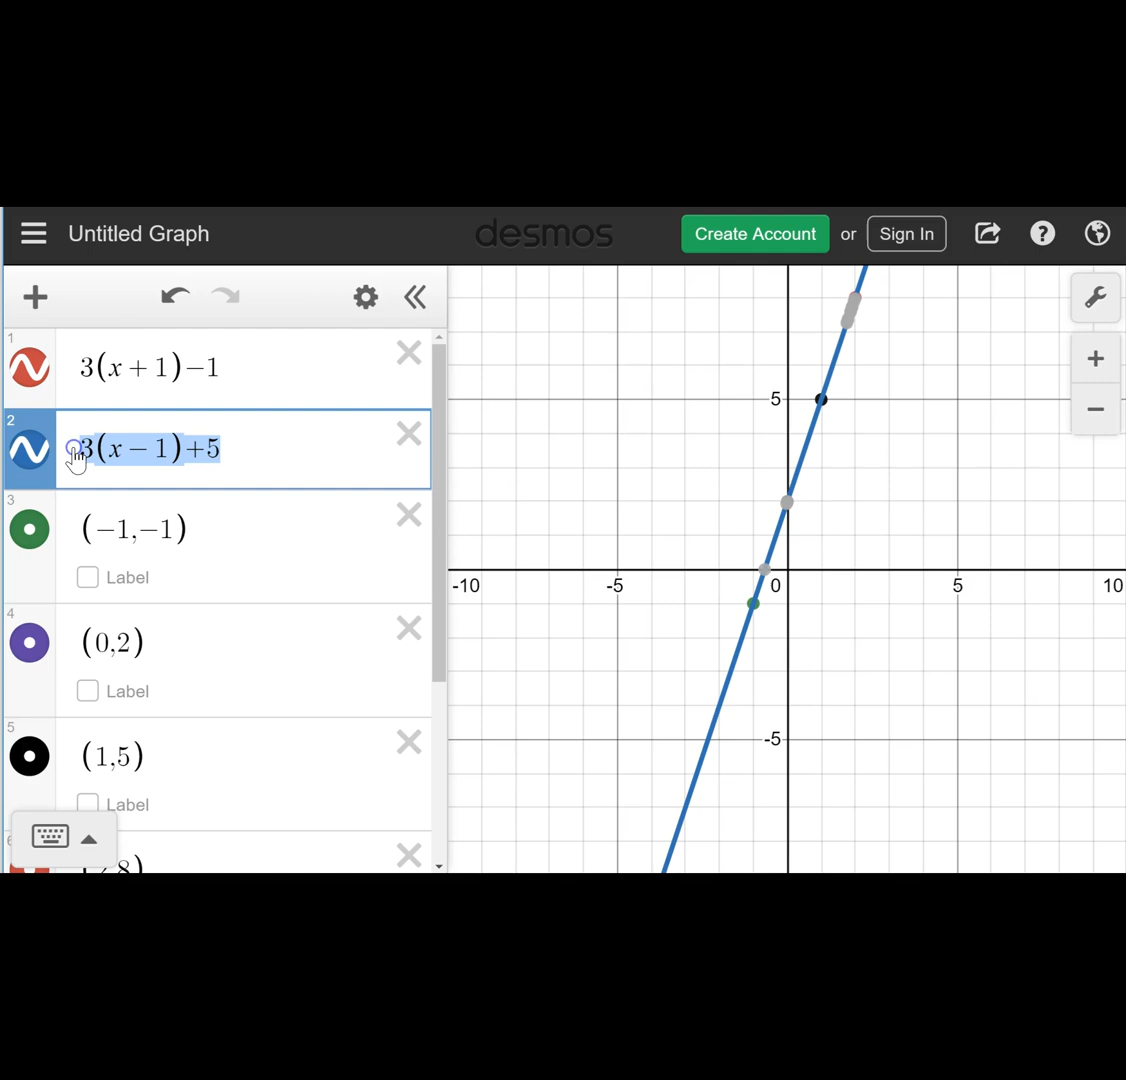 Untitled Graph
desmos
Create Account
or
Sign In
1
3(x + 1)−1
2
3(x − 1)+5
3
(−1,−1)
Label
4
(0,2)
Label
5
(1,5)
Label
8)
5
-10
-5
0
5
10
-5